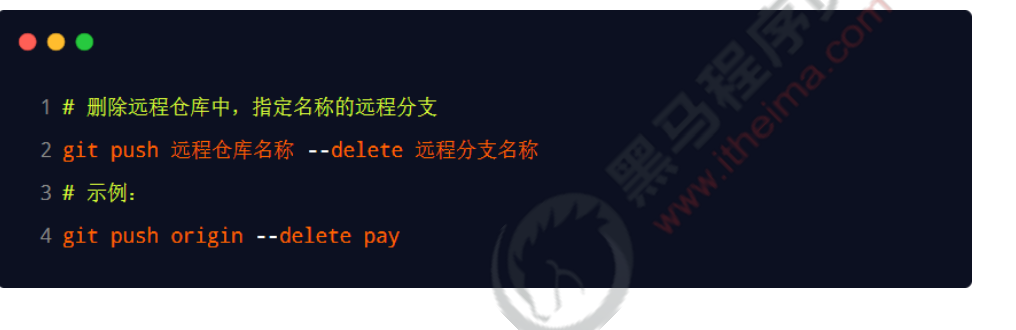 1 # 删除远程仓库中，指定名称的远程分支
2 git push 远程仓库名称 --delete 远程分支名称
3 # 示例：
4 git push origin --delete pay
黑马程序员
www.itheima.com